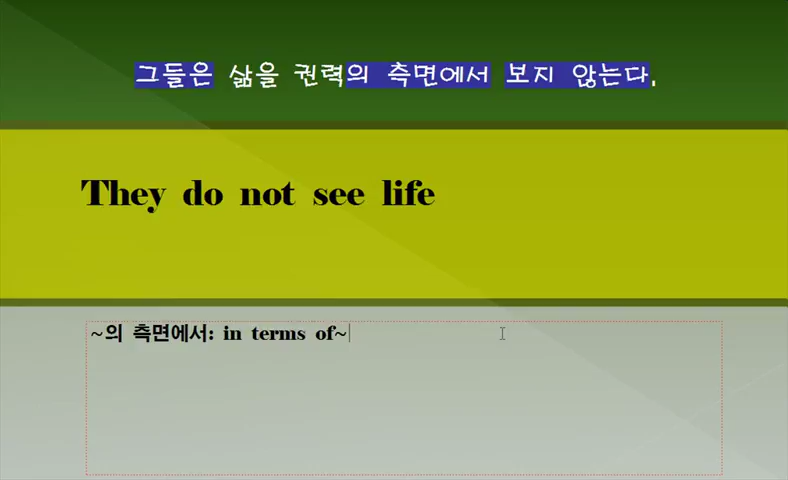 그들은 삶을 권력의 측면에서 보지 않는다.
They do not see life
~의 측면에서: in terms of~